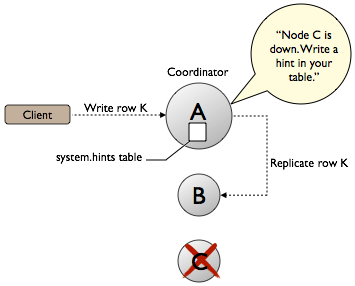 “Node C is
down.Write a
hint in your
table.”
Coordinator
Client
Write row K
A
system.hints table
Replicate row K
B
C